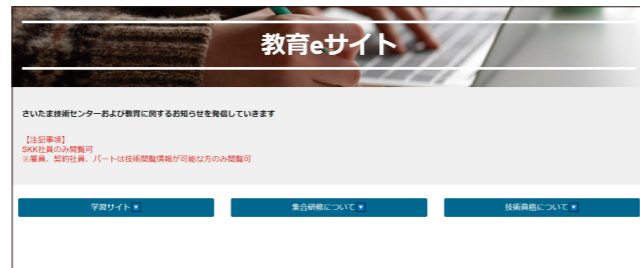 教育eサイト
さいたま技術センターおよび教育に関するお知らせを発信していきます
【注記事項】
SKK社員のみ閲覧可
※雇員、契約社員、パートは技術閲覧情報が可能な方のみ閲覧可
学習サイト▼
集合研修について▼
技術資格について▼